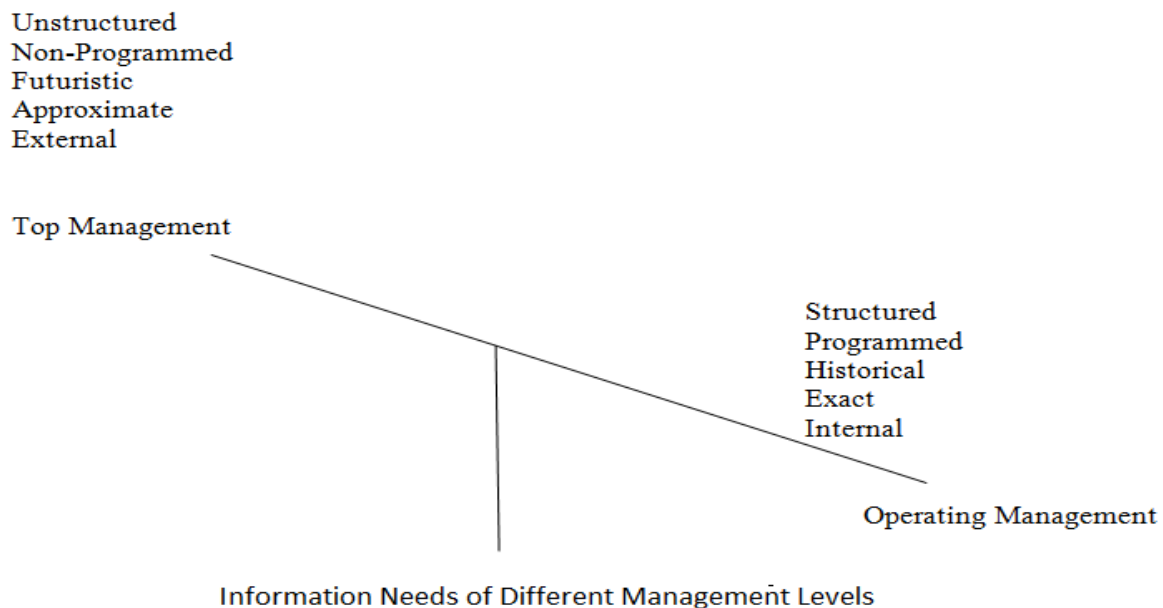 Unstructured
Non-Programmed
Futuristic
Approximate
External
Top Management
Structured
Programmed
Historical
Exact
Internal
Operating Management
Information Needs of Different Management Levels